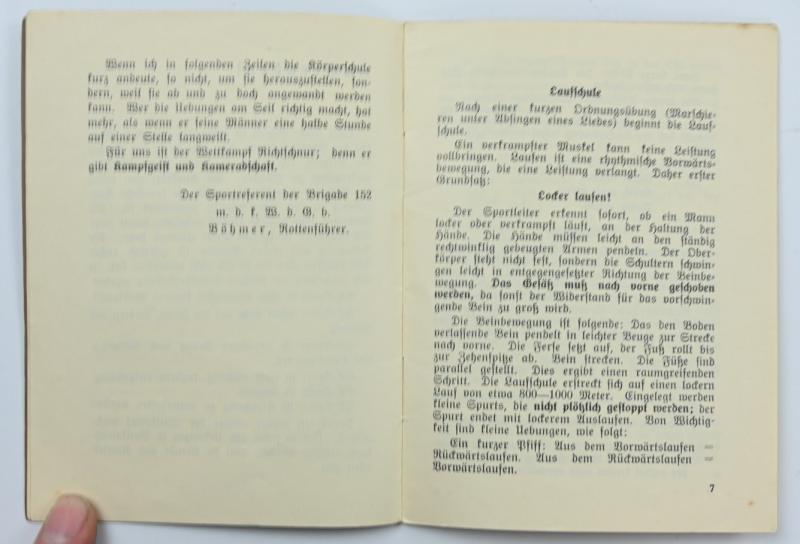 Wenn ich in folgenden Zeilen die Körperschule
kurz andeute, so nicht, um sie herauszustellen, son-
dern, weil sie ab und zu doch angewandt werden
kann. Wer die Uebungen am Seil richtig macht, hat
mehr, als wenn er seine Männer eine halbe Stunde
auf einer Stelle langweilt.
Für uns ist der Wettkampf Richtschnur; denn er
gibt Kampfgeist und Kameradschaft.
Der Sportreferent der Brigade 152
m. d. f. W. d. G. b.
Böhmer, Rottenführer.
Laufschule
Nach einer kurzen Ordnungsübung (Marschie-
ren unter Absingen eines Liedes) beginnt die Lauf-
schule.
Ein verkrampfter Muskel kann keine Leistung
vollbringen. Laufen ist eine rhythmische Vorwärts-
bewegung, die eine Leistung verlangt. Daher erster
Grundsatz:
Locker laufen!
Der Sportleiter erkennt sofort, ob ein Mann
locker oder verkrampft läuft, an der Haltung der
Hände. Die Hände müssen leicht an den ständig
rechtwinklig gebeugten Armen pendeln. Der Ober-
körper steht nicht fest, sondern die Schultern schwin-
gen leicht in entgegengesetzter Richtung der Beinbe-
wegung. Das Gesäß muß nach vorne geschoben
werden, da sonst der Widerstand für das vorschwin-
gende Bein zu groß wird.
Die Beinbewegung ist folgende: Das den Boden
verlassende Bein pendelt in leichter Beuge zur Strecke
nach vorne. Die Ferse setzt auf, der Fuß rollt bis
zur Zehenspitze ab. Bein strecken. Die Füße sind
parallel gestellt. Dies ergibt einen raumgreifenden
Schritt. Die Laufschule erstreckt sich auf einen lockern
Lauf von etwa 800—1000 Meter. Eingelegt werden
kleine Spurts, die nicht plötzlich gestoppt werden; der
Spurt endet mit lockerem Auslaufen. Von Wichtig-
keit sind kleine Uebungen, wie folgt:
Ein kurzer Pfiff: Aus dem Vorwärtslaufen =
Rückwärtslaufen. Aus dem Rückwärtslaufen =
Vorwärtslaufen.
7